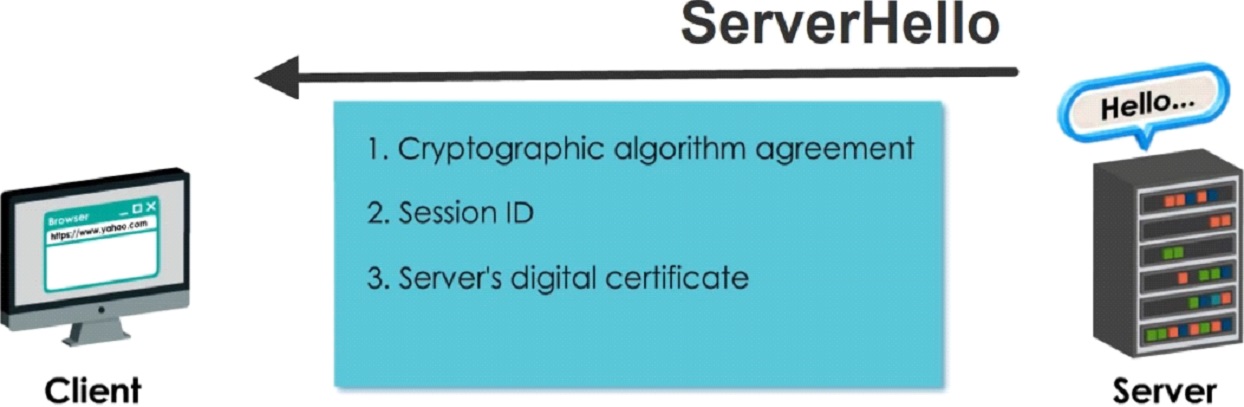 ServerHello
Hello...
1. Cryptographic algorithm agreement
2. Session ID
3. Server's digital certificate
Browser
https://www.yahoo.com
Client
Server